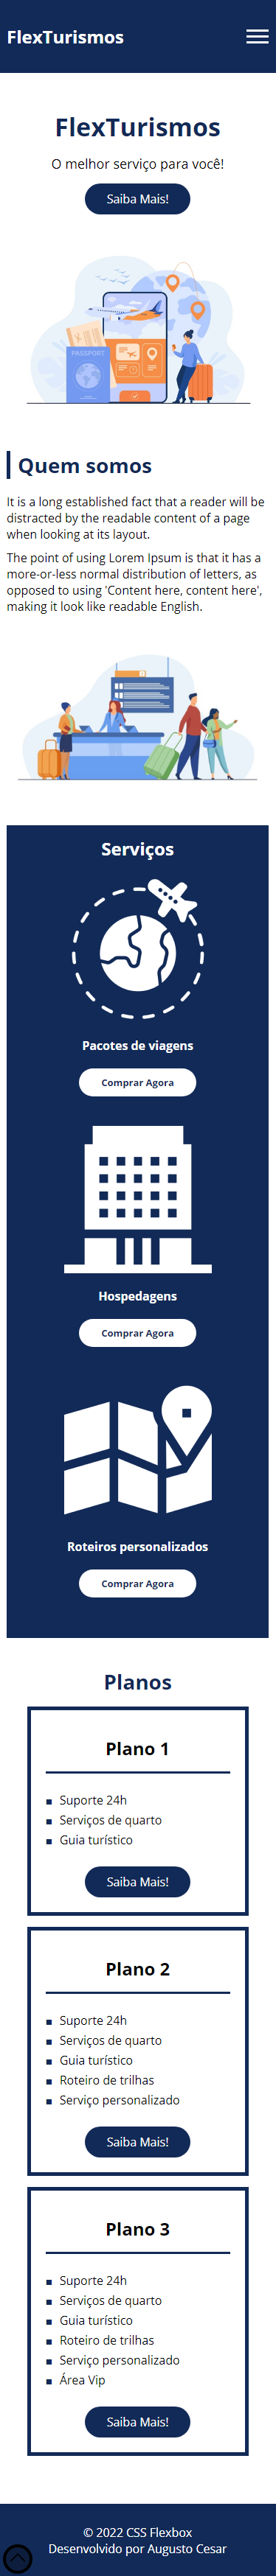 FlexTurismos
FlexTurismos
O melhor serviço para você!
Saiba Mais!
PASSPORT
Quem somos
It is a long established fact that a reader will be
distracted by the readable content of a page
when looking at its layout.
The point of using Lorem Ipsum is that it has a
more-or-less normal distribution of letters, as
opposed to using 'Content here, content here',
making it look like readable English.
Serviços
Pacotes de viagens
Comprar Agora
Hospedagens
Comprar Agora
Roteiros personalizados
Comprar Agora
Planos
Plano 1
Suporte 24h
Serviços de quarto
Guia turístico
Saiba Mais!
Plano 2
Suporte 24h
Serviços de quarto
Guia turístico
Roteiro de trilhas
Serviço personalizado
Saiba Mais!
Plano 3
Suporte 24h
Serviços de quarto
Guia turístico
Roteiro de trilhas
Serviço personalizado
Área Vip
Saiba Mais!
© 2022 CSS Flexbox
Desenvolvido por Augusto Cesar